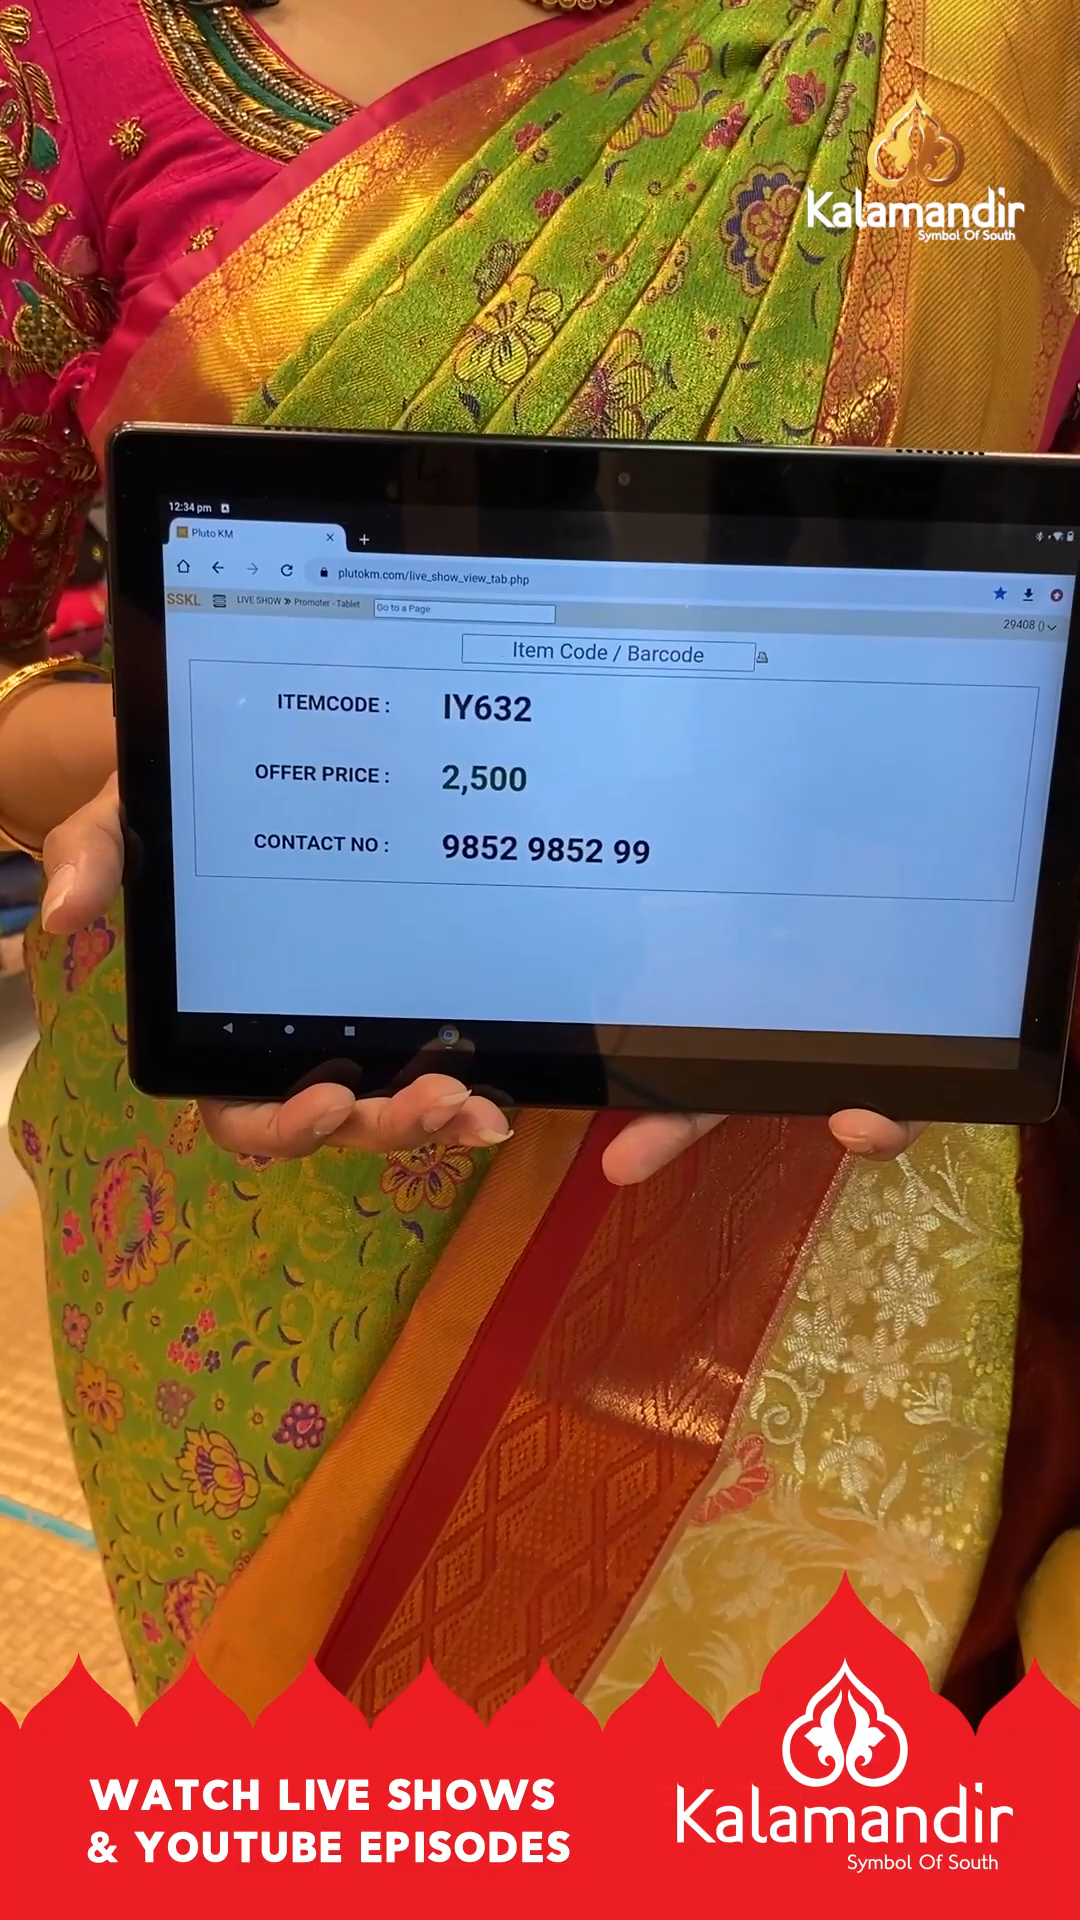 Kalamandir
Symbol Of South
12:34 pm
Pluto KM
plutokm.com/live_show_view_tab.php
SSKL LIVE SHOW >> Promoter - Tablet Go to a Page
29408 ()
Item Code / Barcode
ITEMCODE : IY632
OFFER PRICE : 2,500
CONTACT NO : 9852 9852 99
WATCH LIVE SHOWS
& YOUTUBE EPISODES
Kalamandir
Symbol Of South